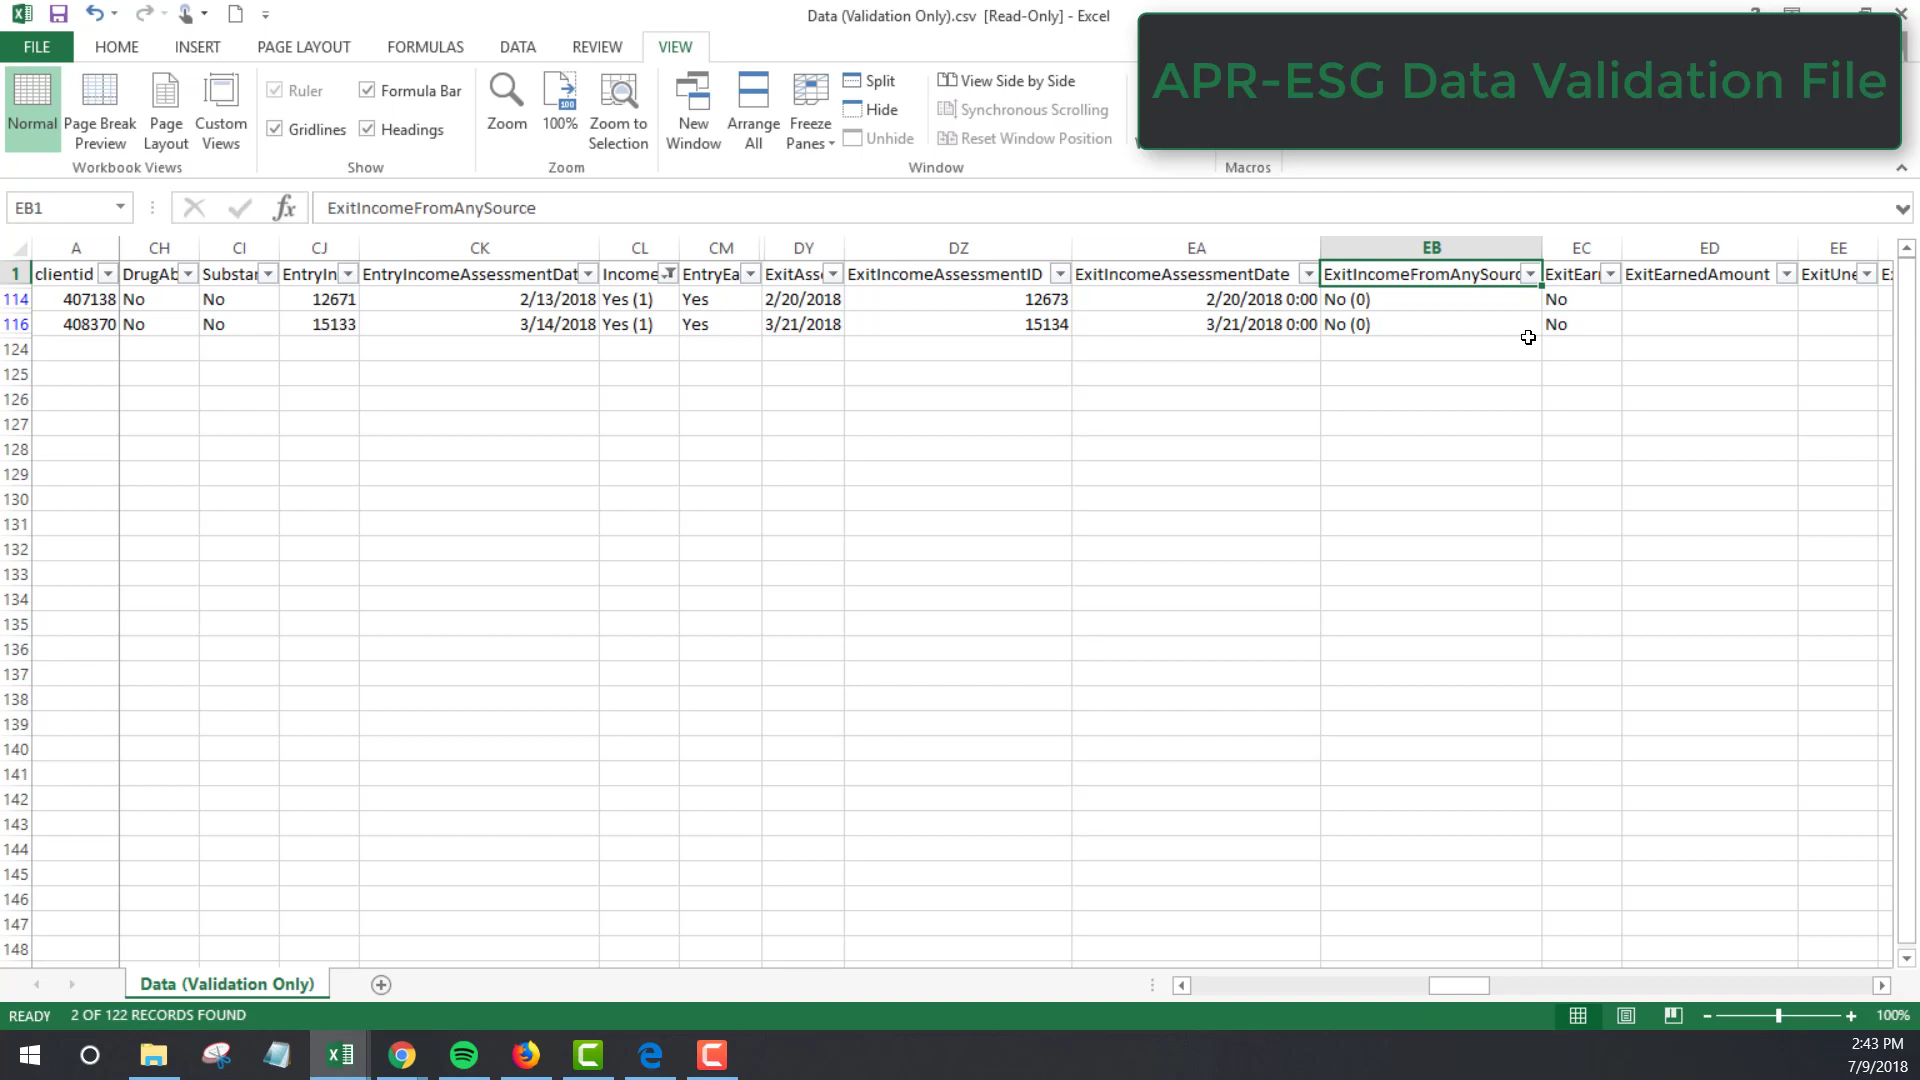 Data (Validation Only).csv [Read-Only] - Excel
APR-ESG Data Validation File
FILE HOME INSERT PAGE LAYOUT FORMULAS DATA REVIEW VIEW
Normal Page Break Preview Page Layout Custom Views
Workbook Views
Ruler Formula Bar
Gridlines Headings
Show
Zoom 100% Zoom to Selection
Zoom
New Window Arrange All Freeze Panes
Split Hide Unhide
View Side by Side
Synchronous Scrolling
Reset Window Position
Window
Macros
EB1 fx ExitIncomeFromAnySource
A CH CI CJ CK CL CM DY DZ EA EB EC ED EE
1 clientid DrugAb Substar EntryIn EntryIncomeAssessmentDat Income EntryEa ExitAss ExitIncomeAssessmentID ExitIncomeAssessmentDate ExitIncomeFromAnySourc ExitEar ExitEarnedAmount ExitUne
114 407138 No No 12671 2/13/2018 Yes (1) Yes 2/20/2018 12673 2/20/2018 0:00 No (0) No
116 408370 No No 15133 3/14/2018 Yes (1) Yes 3/21/2018 15134 3/21/2018 0:00 No (0) No
124
125
126
127
128
129
130
131
132
133
134
135
136
137
138
139
140
141
142
143
144
145
146
147
148
Data (Validation Only)
READY 2 OF 122 RECORDS FOUND 100%
2:43 PM
7/9/2018